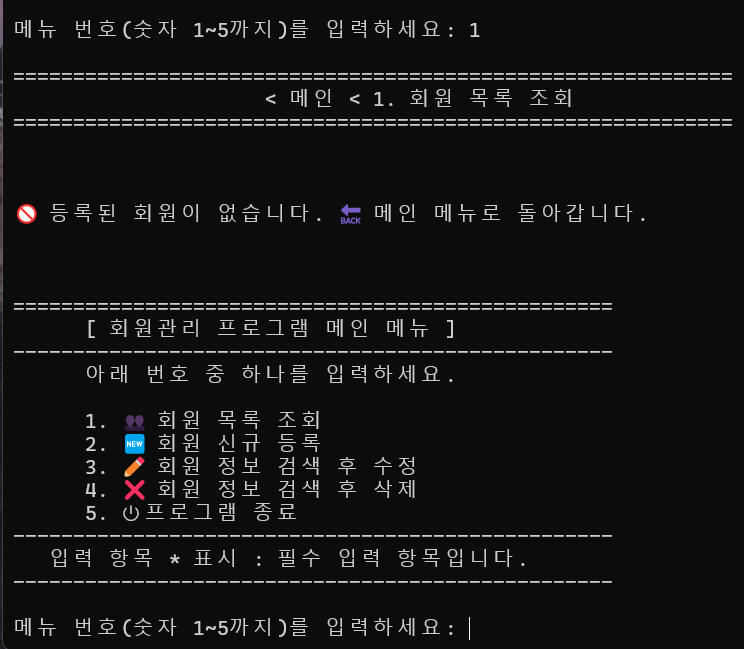 메뉴 번호(숫자 1~5까지)를 입력하세요: 1
============================================================
< 메인 < 1. 회원 목록 조회
============================================================
🚫 등록된 회원이 없습니다. 🔙 메인 메뉴로 돌아갑니다.
==================================================
[ 회원관리 프로그램 메인 메뉴 ]
--------------------------------------------------
아래 번호 중 하나를 입력하세요.
1. 👥 회원 목록 조회
2. 🆕 회원 신규 등록
3. ✏️ 회원 정보 검색 후 수정
4. ❌ 회원 정보 검색 후 삭제
5. ⏻프로그램 종료
--------------------------------------------------
입력 항목 * 표시 : 필수 입력 항목입니다.
--------------------------------------------------
메뉴 번호(숫자 1~5까지)를 입력하세요: